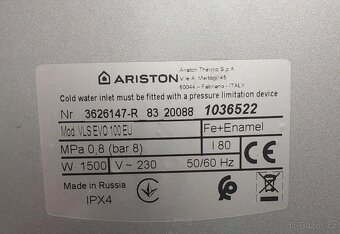 ARISTON
Ariston Thermo S.p.A.
V.le A. Merloni 45
60044 - Fabriano - ITALY
Cold water inlet must be fitted with a pressure limitation device
Nr 3626147-R 83 20088 1036522
Mod. VLS EVO 100 EU Fe+Enamel
MPa 0,8 (bar 8) l 80 CE
W 1500 V ~ 230 50/60 Hz
Made in Russia
IPX4